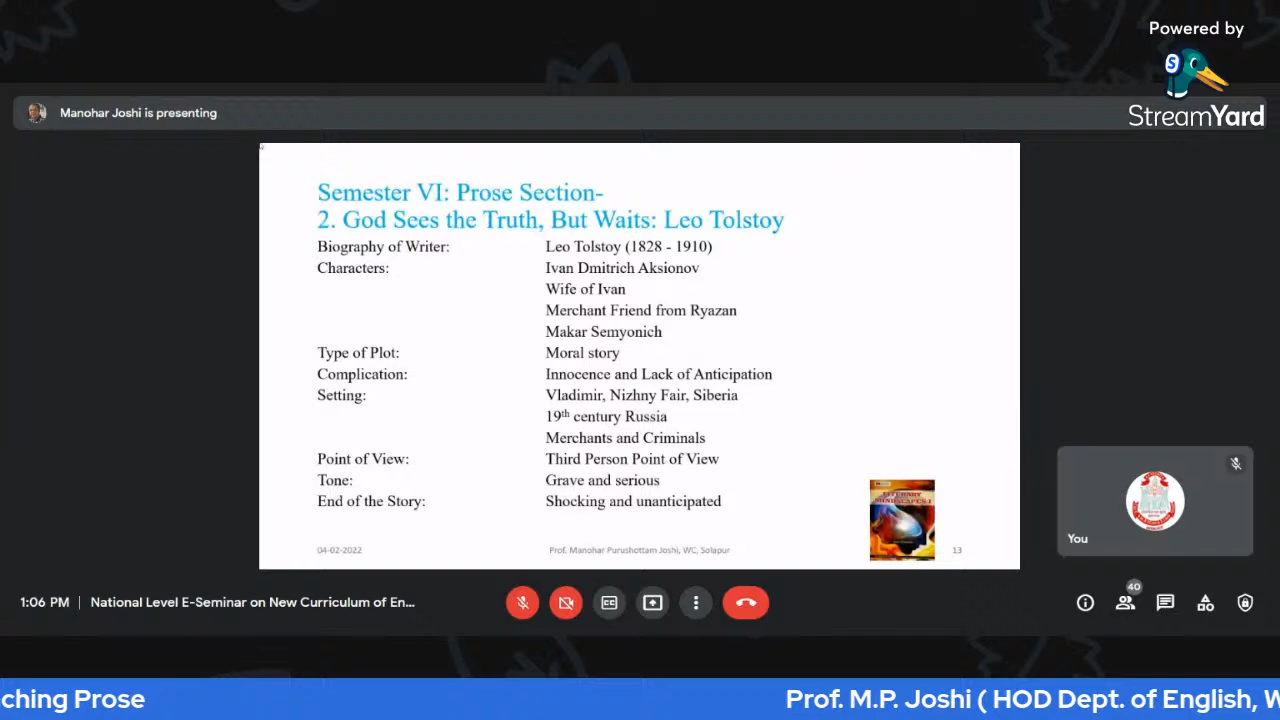 Powered by
S
StreamYard
Manohar Joshi is presenting
Semester VI: Prose Section-
2. God Sees the Truth, But Waits: Leo Tolstoy
Biography of Writer: Leo Tolstoy (1828 - 1910)
Characters: Ivan Dmitrich Aksionov
Wife of Ivan
Merchant Friend from Ryazan
Makar Semyonich
Type of Plot: Moral story
Complication: Innocence and Lack of Anticipation
Setting: Vladimir, Nizhny Fair, Siberia
19th century Russia
Merchants and Criminals
Point of View: Third Person Point of View
Tone: Grave and serious
End of the Story: Shocking and unanticipated
LITERARY
MINDSCAPES-I
04-02-2022 Prof. Manohar Purushottam Joshi, WC, Solapur 13
You
1:06 PM | National Level E-Seminar on New Curriculum of En...
CC
40
ching Prose Prof. M.P. Joshi ( HOD Dept. of English, W